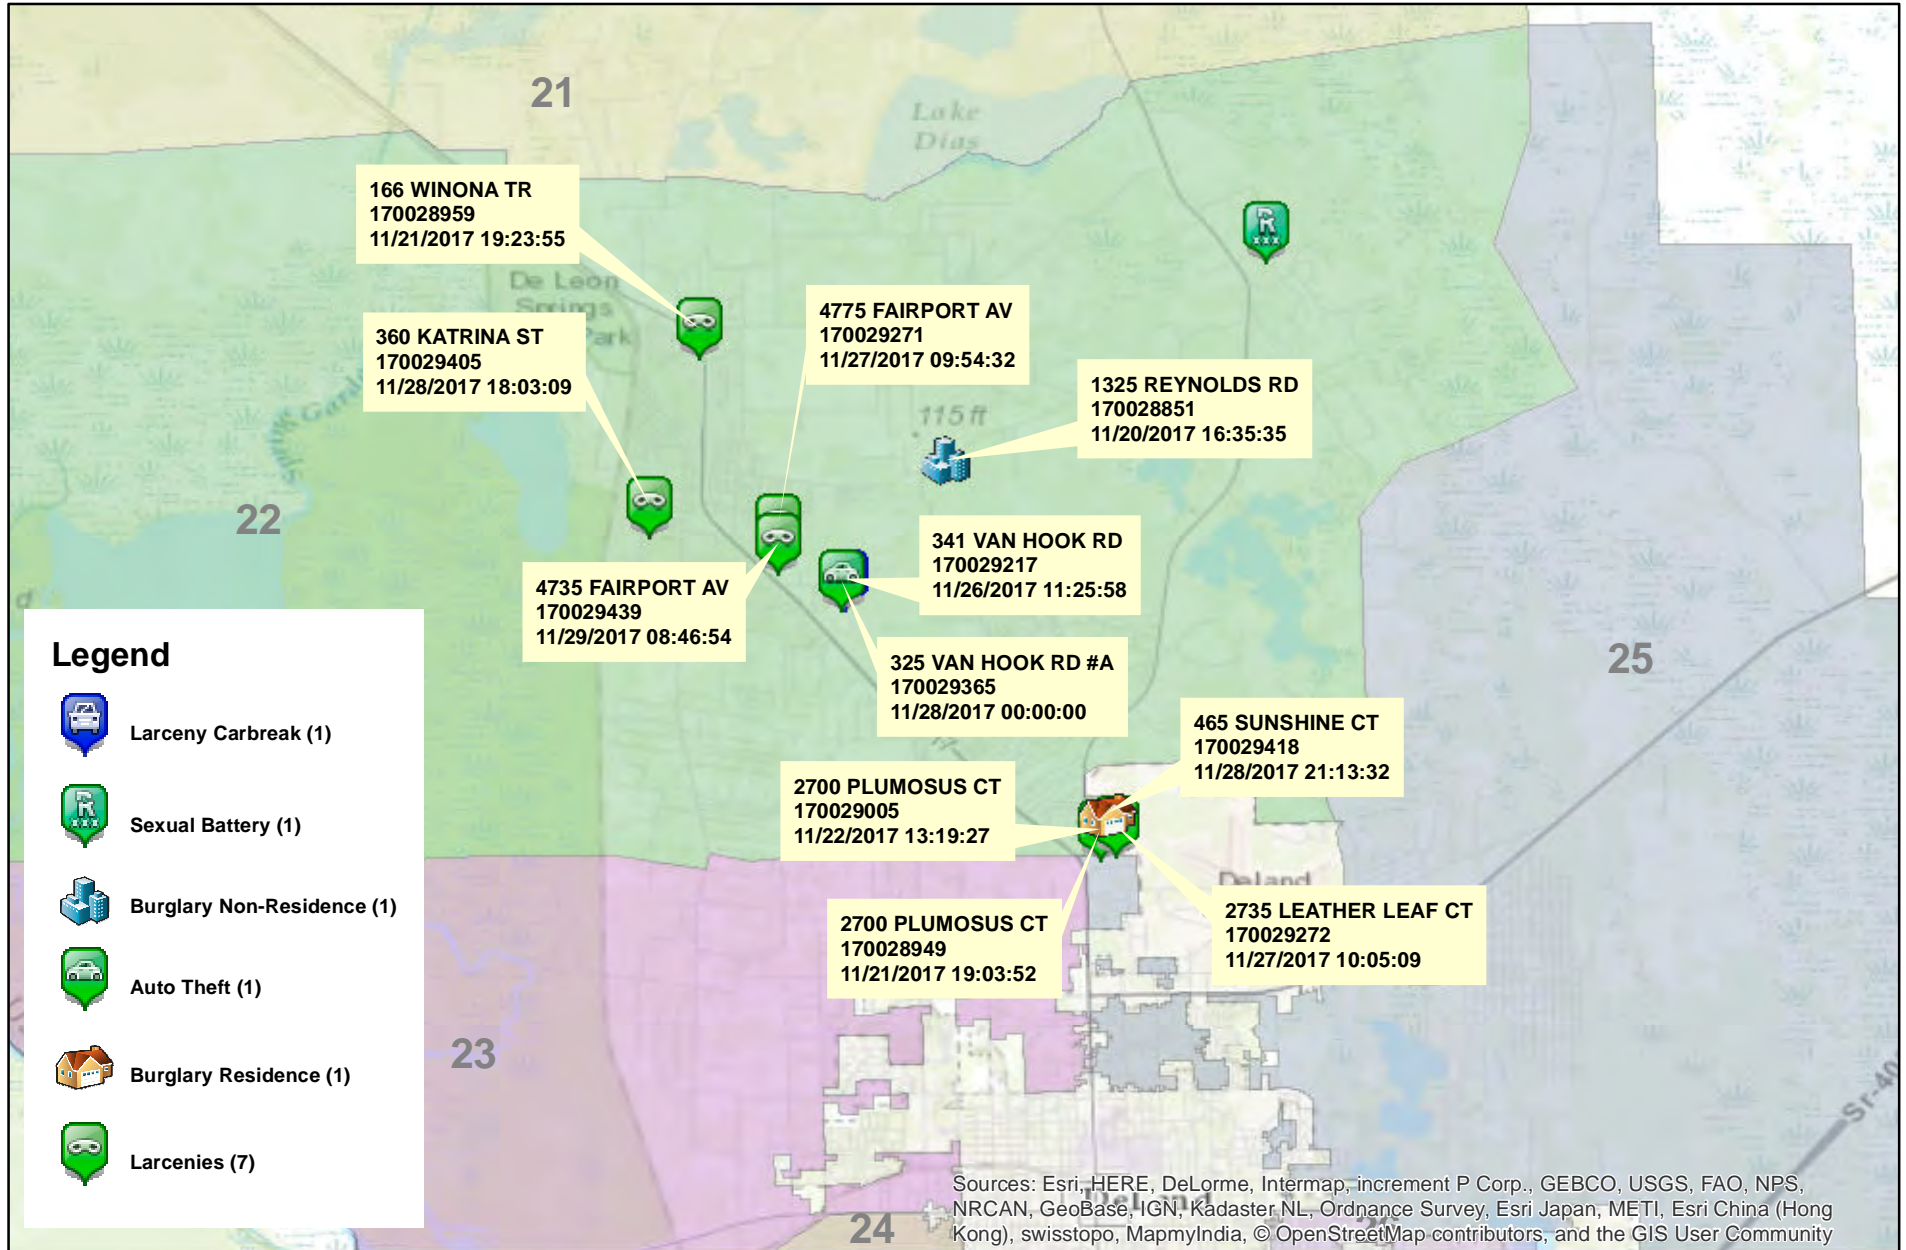 21
Lake
Dias
166 WINONA TR
170028959
11/21/2017 19:23:55
De Leon
Springs
Park
360 KATRINA ST
170029405
11/28/2017 18:03:09
4775 FAIRPORT AV
170029271
11/27/2017 09:54:32
1325 REYNOLDS RD
170028851
11/20/2017 16:35:35
115 ft
22
341 VAN HOOK RD
170029217
11/26/2017 11:25:58
4735 FAIRPORT AV
170029439
11/29/2017 08:46:54
25
325 VAN HOOK RD #A
170029365
11/28/2017 00:00:00
465 SUNSHINE CT
170029418
11/28/2017 21:13:32
17
2700 PLUMOSUS CT
170029005
11/22/2017 13:19:27
Deland
2735 LEATHER LEAF CT
170029272
11/27/2017 10:05:09
2700 PLUMOSUS CT
170028949
11/21/2017 19:03:52
Legend
Larceny Carbreak (1)
Sexual Battery (1)
Burglary Non-Residence (1)
Auto Theft (1)
Burglary Residence (1)
Larcenies (7)
23
Sr-40
DeLand
24
26
Sources: Esri, HERE, DeLorme, Intermap, increment P Corp., GEBCO, USGS, FAO, NPS,
NRCAN, GeoBase, IGN, Kadaster NL, Ordnance Survey, Esri Japan, METI, Esri China (Hong
Kong), swisstopo, MapmyIndia, © OpenStreetMap contributors, and the GIS User Community